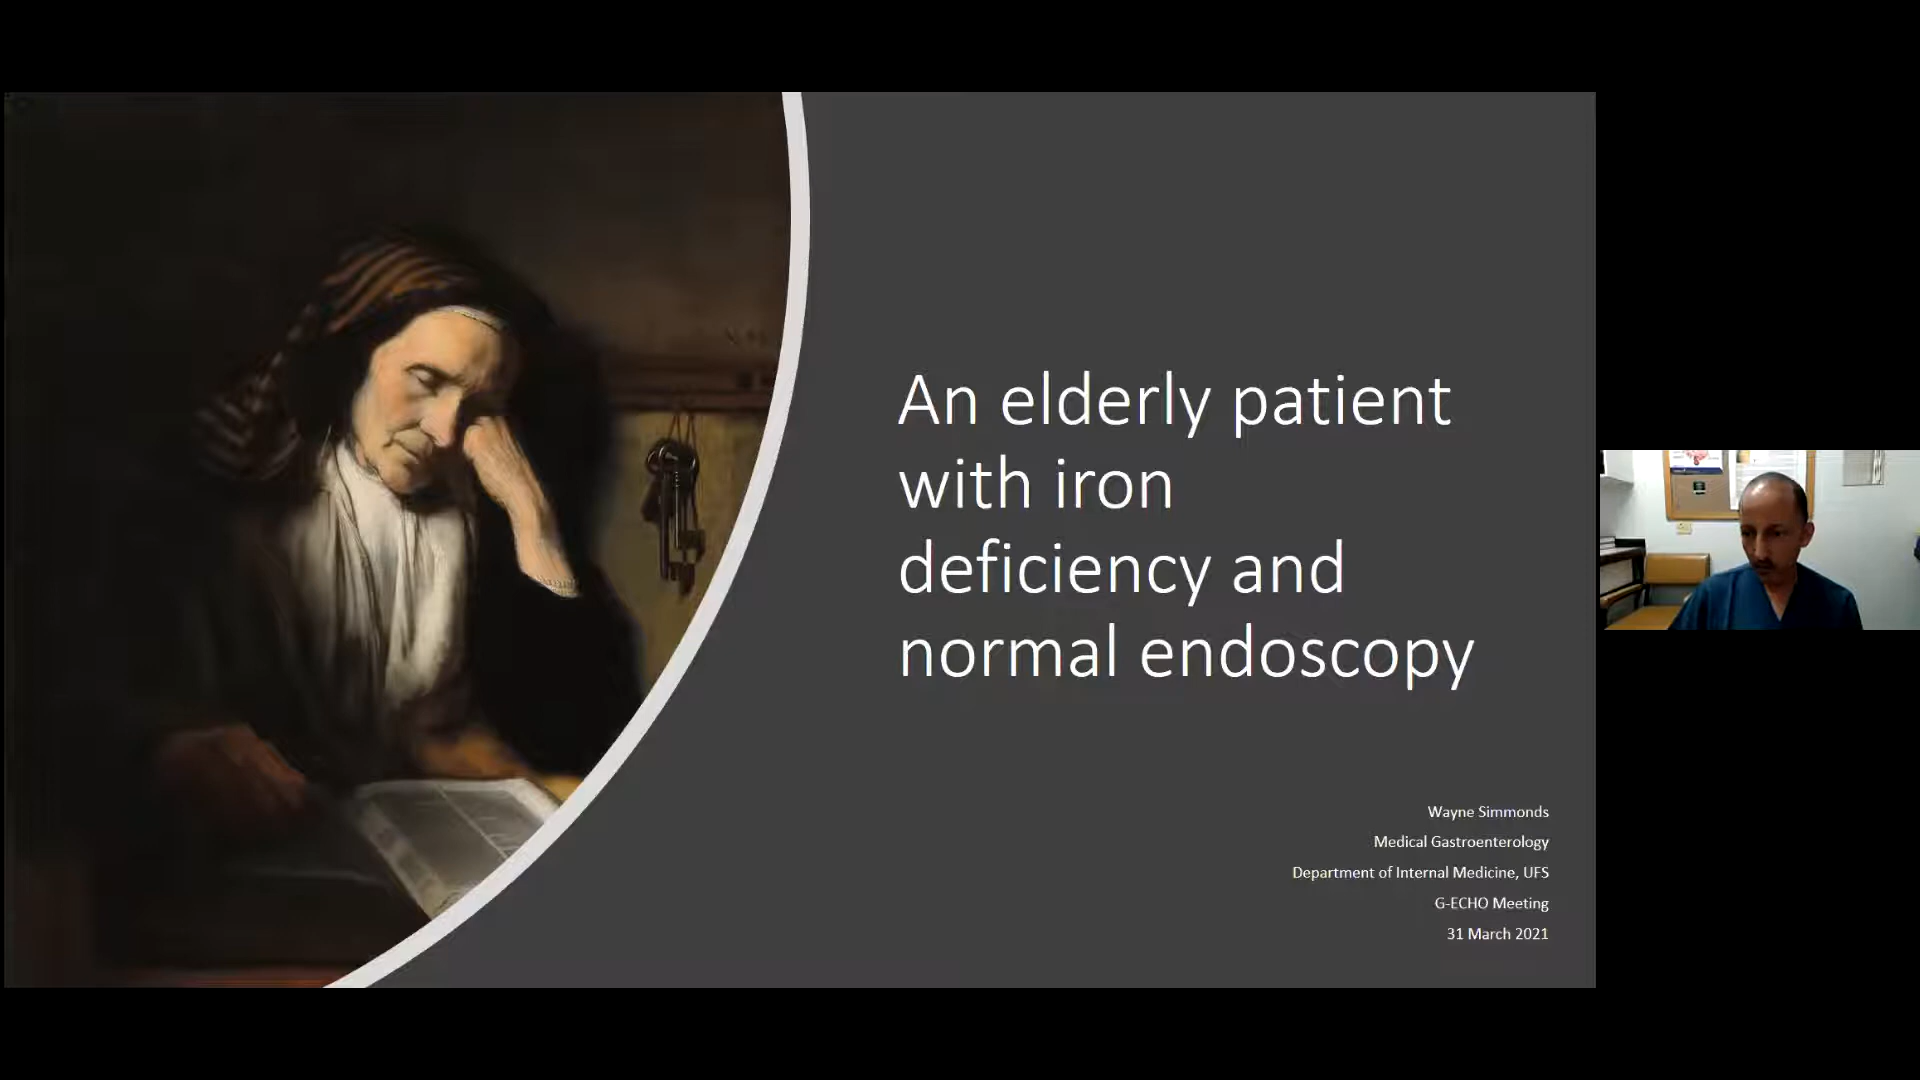 An elderly patient
with iron
deficiency and
normal endoscopy
Wayne Simmonds
Medical Gastroenterology
Department of Internal Medicine, UFS
G-ECHO Meeting
31 March 2021